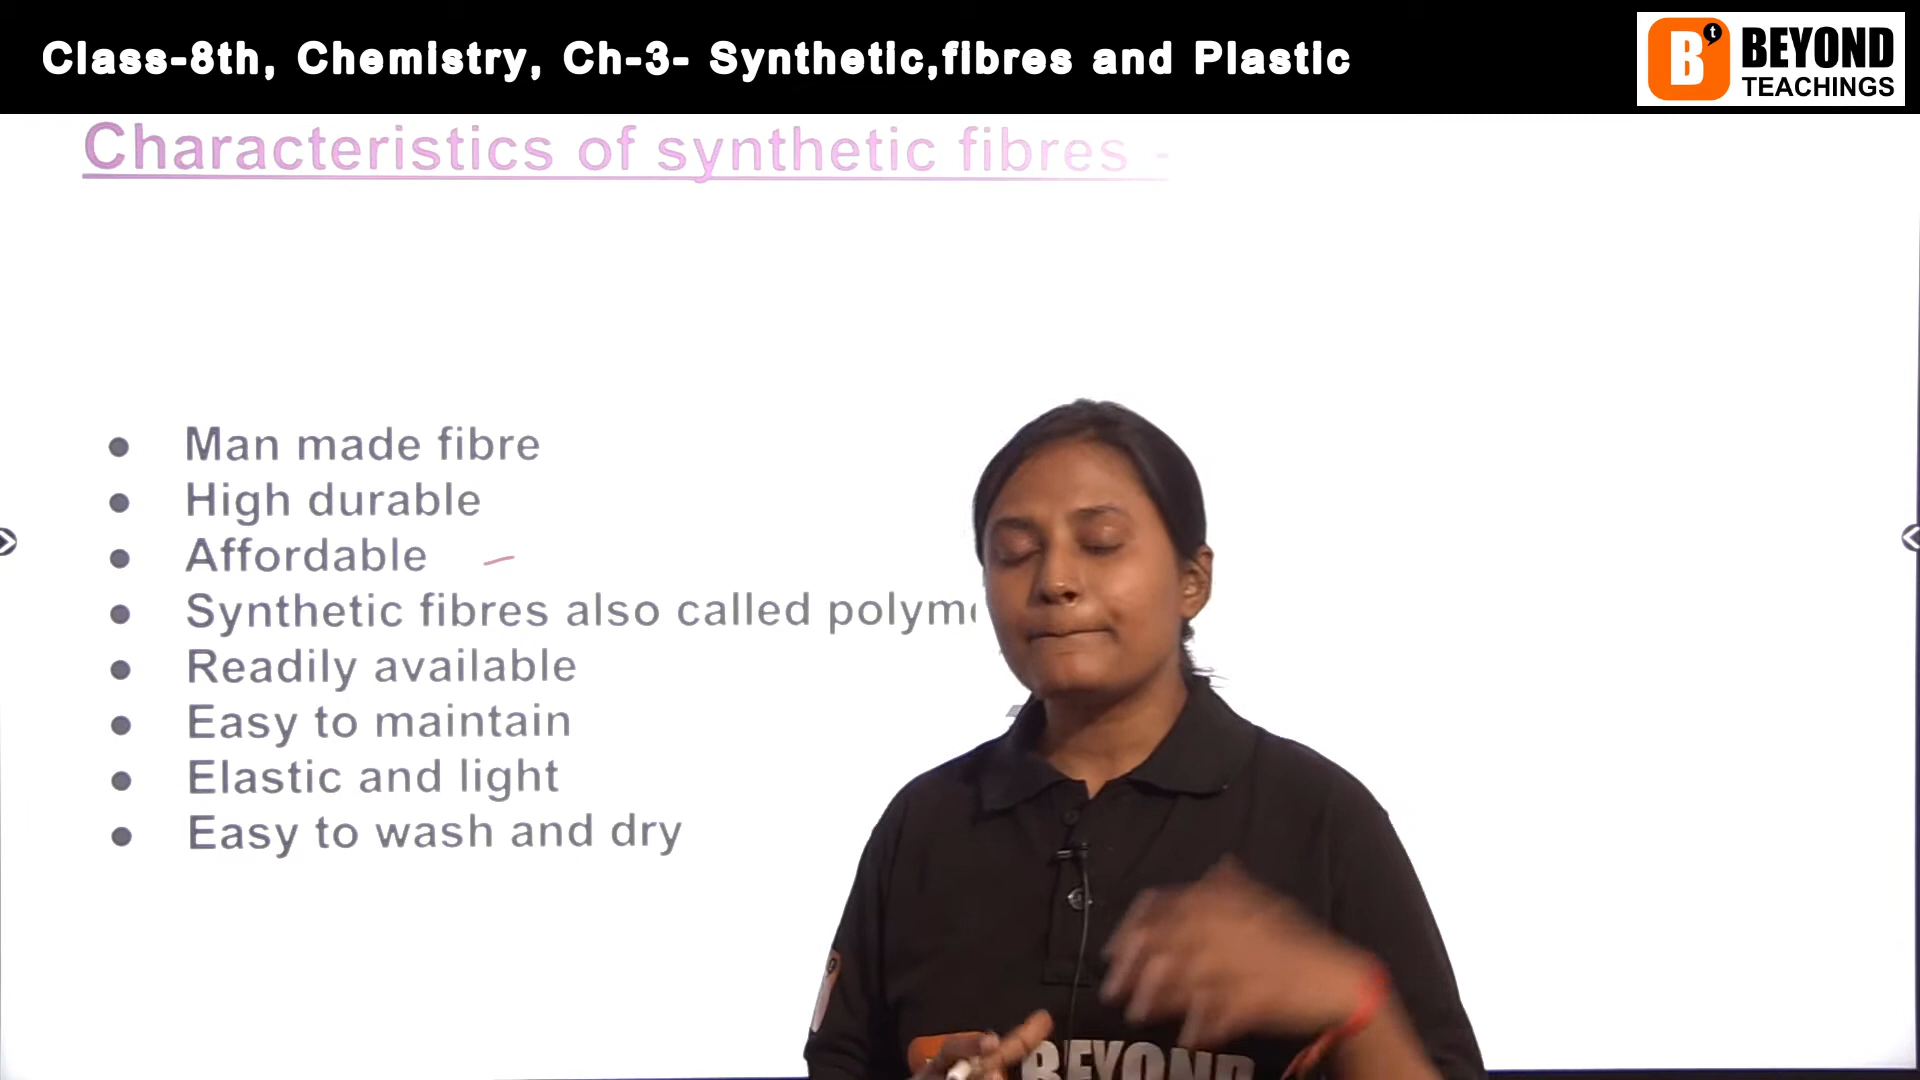 Class-8th, Chemistry, Ch-3- Synthetic,fibres and Plastic
Bt BEYOND
TEACHINGS
Characteristics of synthetic fibres -
● Man made fibre
● High durable
● Affordable
● Synthetic fibres also called
● Readily available
● Easy to maintain
● Elastic and light
● Easy to wash and dry
BEYOND